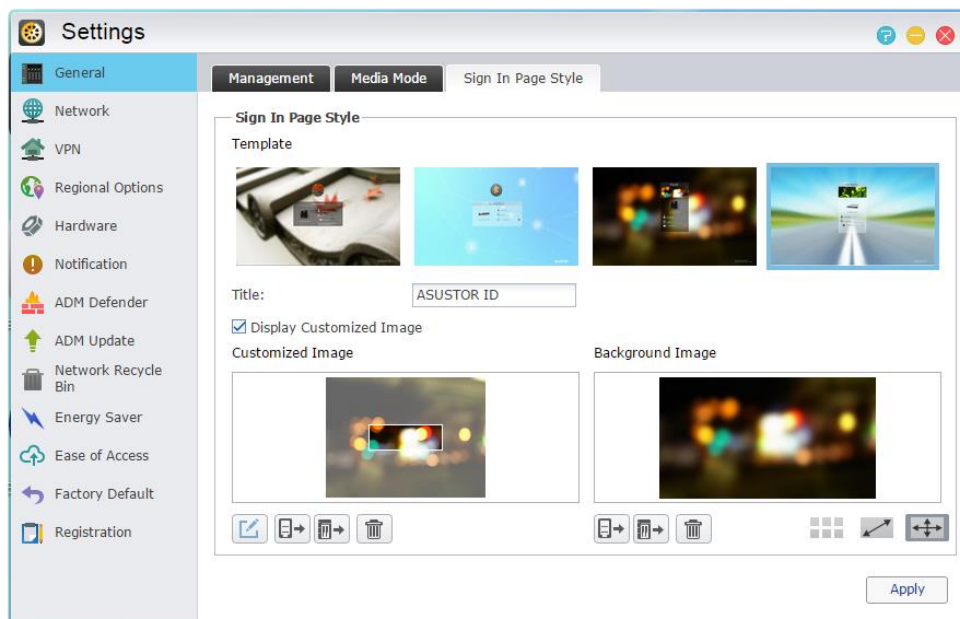 Settings
General
Network
VPN
Regional Options
Hardware
Notification
ADM Defender
ADM Update
Network Recycle
Bin
Energy Saver
Ease of Access
Factory Default
Registration
Management
Media Mode
Sign In Page Style
Sign In Page Style
Template
Title:
ASUSTOR ID
Display Customized Image
Customized Image
Background Image
Apply